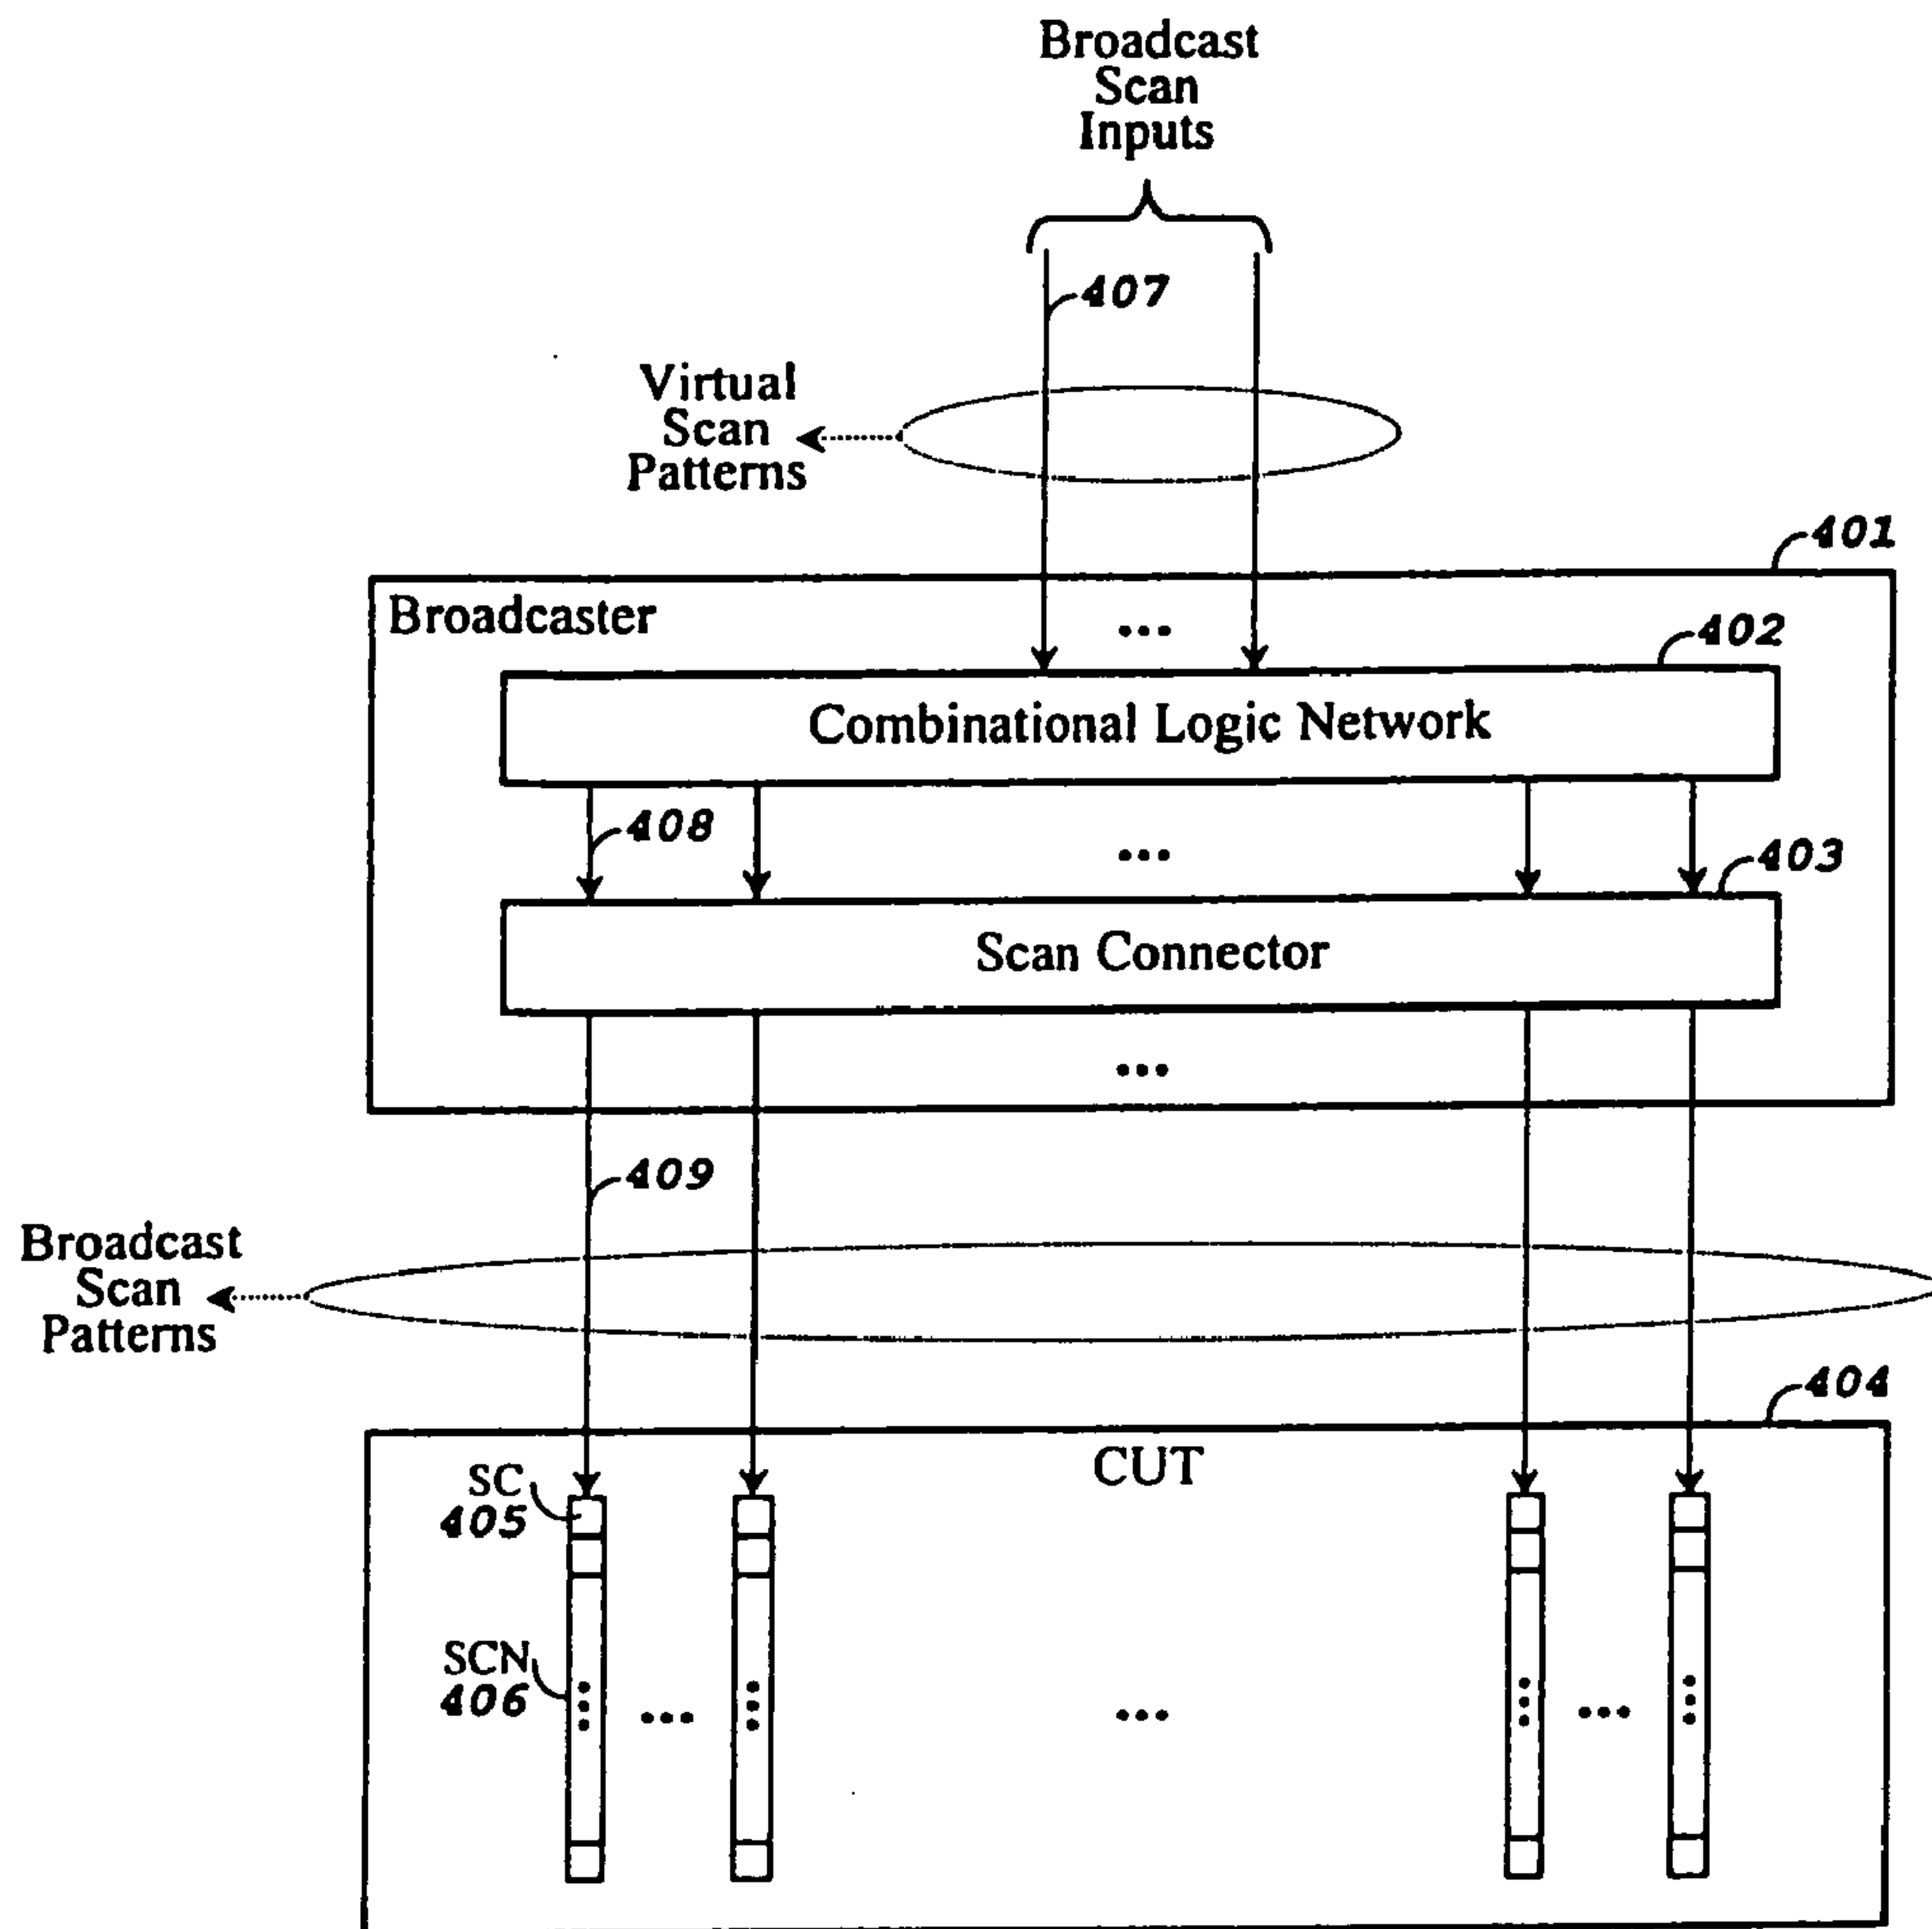 Broadcast
Scan
Inputs
407
Virtual
Scan
Patterns
401
Broadcaster
...
402
Combinational Logic Network
408
...
403
Scan Connector
...
409
Broadcast
Scan
Patterns
404
CUT
SC
405
SCN
406
...
...
...